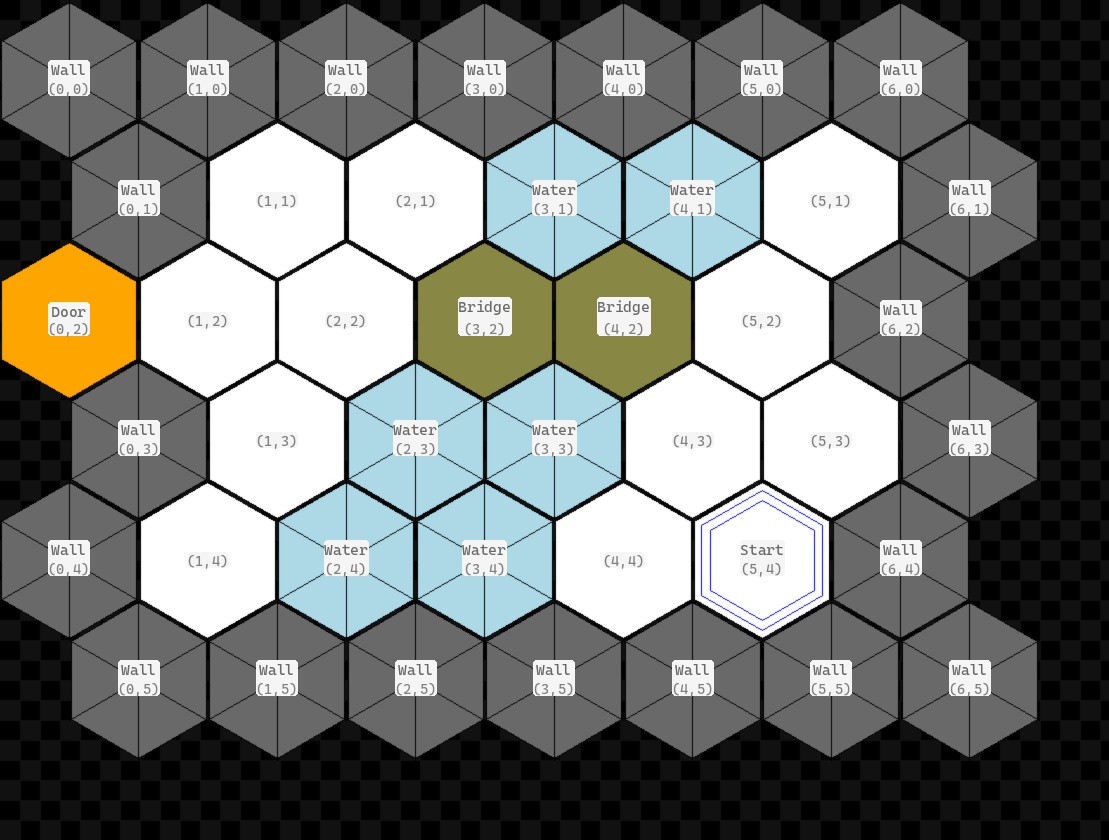 Wall
(0,0)
Wall
(1,0)
Wall
(2,0)
Wall
(3,0)
Wall
(4,0)
Wall
(5,0)
Wall
(6,0)
Wall
(0,1)
(1,1)
(2,1)
Water
(3,1)
Water
(4,1)
(5,1)
Wall
(6,1)
Door
(0,2)
(1,2)
(2,2)
Bridge
(3,2)
Bridge
(4,2)
(5,2)
Wall
(6,2)
Wall
(0,3)
(1,3)
Water
(2,3)
Water
(3,3)
(4,3)
(5,3)
Wall
(6,3)
Wall
(0,4)
(1,4)
Water
(2,4)
Water
(3,4)
(4,4)
Start
(5,4)
Wall
(6,4)
Wall
(0,5)
Wall
(1,5)
Wall
(2,5)
Wall
(3,5)
Wall
(4,5)
Wall
(5,5)
Wall
(6,5)